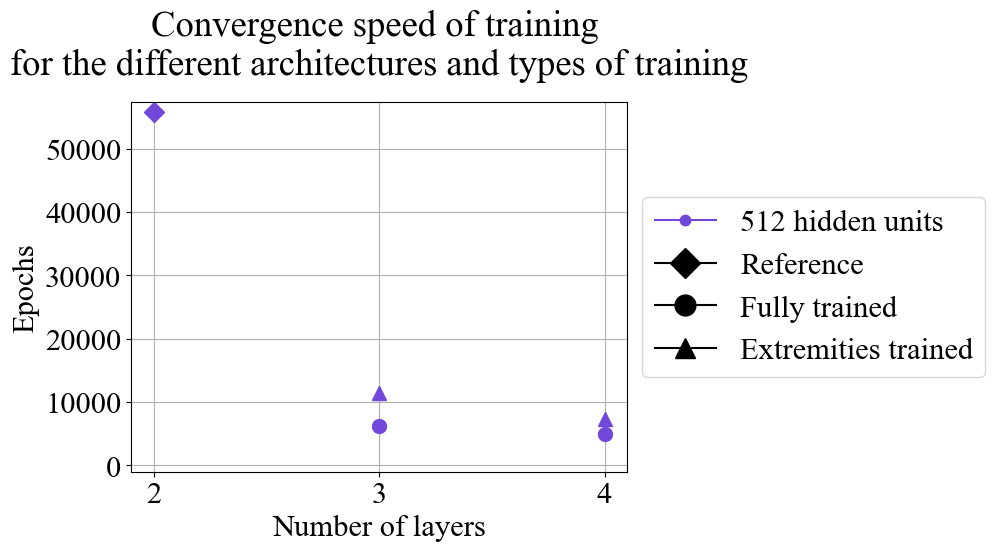 Convergence speed of training
for the different architectures and types of training
50000
40000
30000
20000
10000
0
Epochs
2 3 4
Number of layers
512 hidden units
Reference
Fully trained
Extremities trained